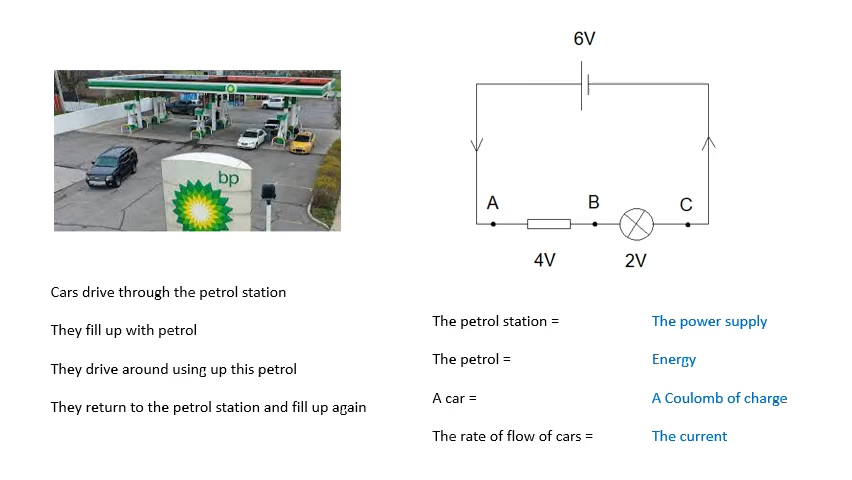 bp
Cars drive through the petrol station
They fill up with petrol
They drive around using up this petrol
They return to the petrol station and fill up again
6V
A
B
C
4V
2V
The petrol station = The power supply
The petrol = Energy
A car = A Coulomb of charge
The rate of flow of cars = The current